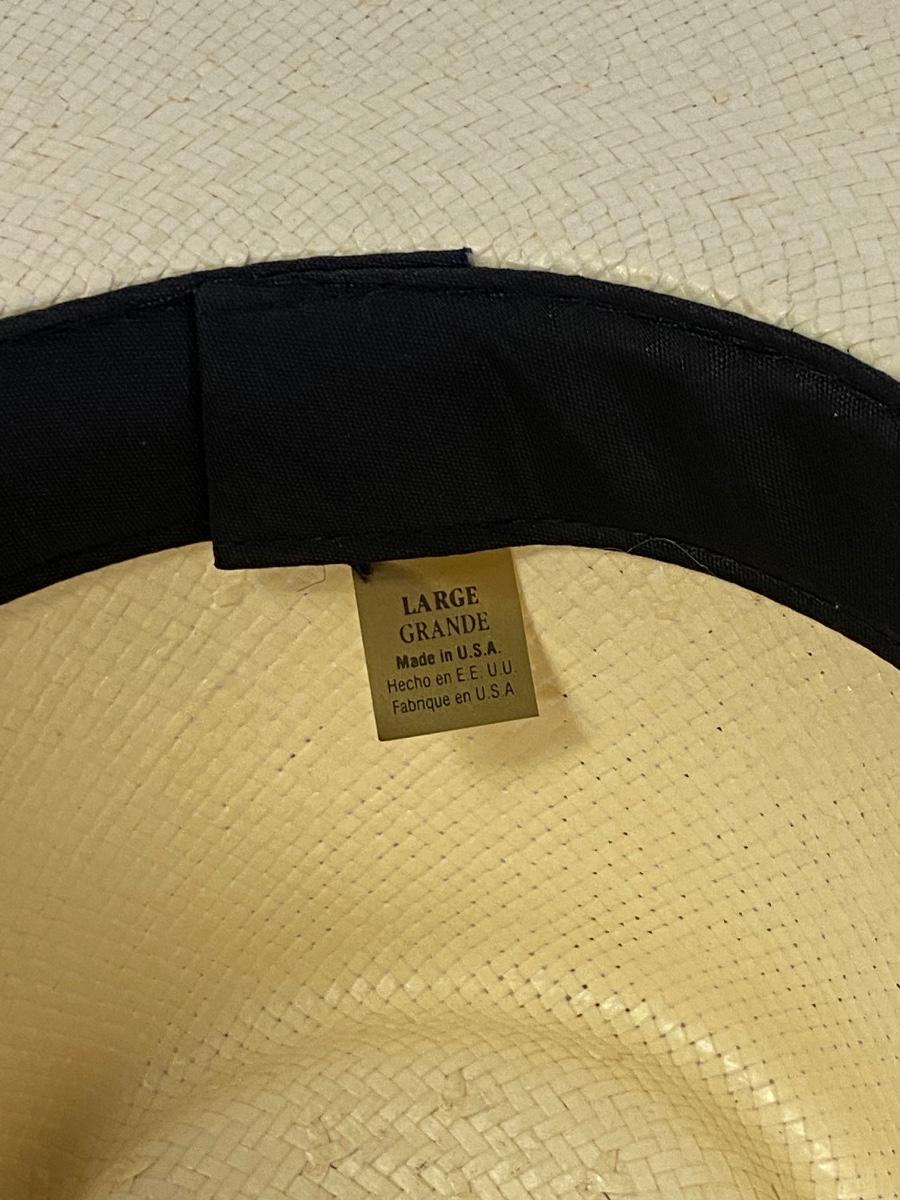 LARGE
GRANDE
Made in U.S.A.
Hecho en E.E. U.U.
Fabrique en U.S.A